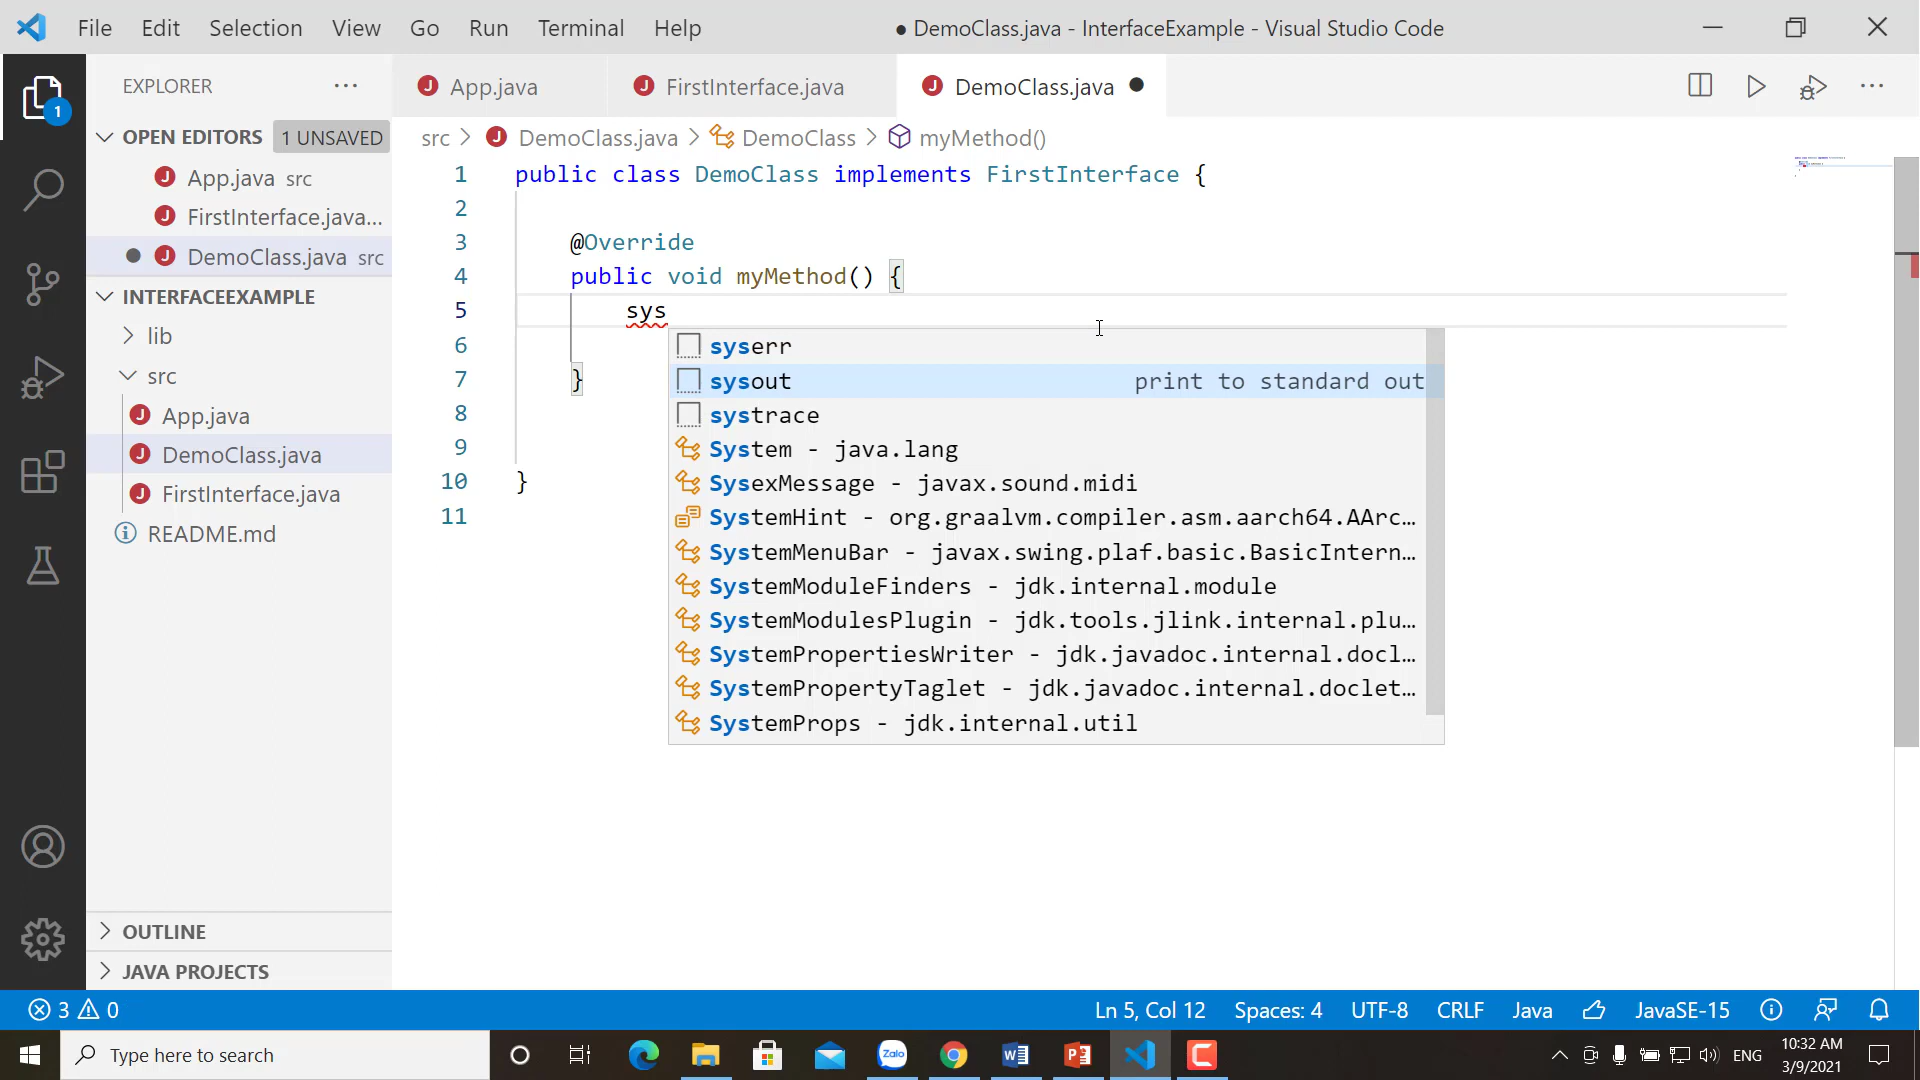 File Edit Selection View Go Run Terminal Help
● DemoClass.java - InterfaceExample - Visual Studio Code
EXPLORER ···
App.java
FirstInterface.java
DemoClass.java ●
1
OPEN EDITORS 1 UNSAVED
App.java src
FirstInterface.java...
● DemoClass.java src
INTERFACEEXAMPLE
lib
src
App.java
DemoClass.java
FirstInterface.java
README.md
OUTLINE
JAVA PROJECTS
src > DemoClass.java > DemoClass > myMethod()
1 public class DemoClass implements FirstInterface {
2
3 @Override
4 public void myMethod() {
5 sys
6
7 }
8
9
10 }
11
syserr
sysout print to standard out
systrace
System - java.lang
SysexMessage - javax.sound.midi
SystemHint - org.graalvm.compiler.asm.aarch64.AArc...
SystemMenuBar - javax.swing.plaf.basic.BasicIntern...
SystemModuleFinders - jdk.internal.module
SystemModulesPlugin - jdk.tools.jlink.internal.plu...
SystemPropertiesWriter - jdk.javadoc.internal.docl...
SystemPropertyTaglet - jdk.javadoc.internal.doclet...
SystemProps - jdk.internal.util
3 0
Ln 5, Col 12 Spaces: 4 UTF-8 CRLF Java JavaSE-15
Type here to search
Zalo
ENG
10:32 AM
3/9/2021